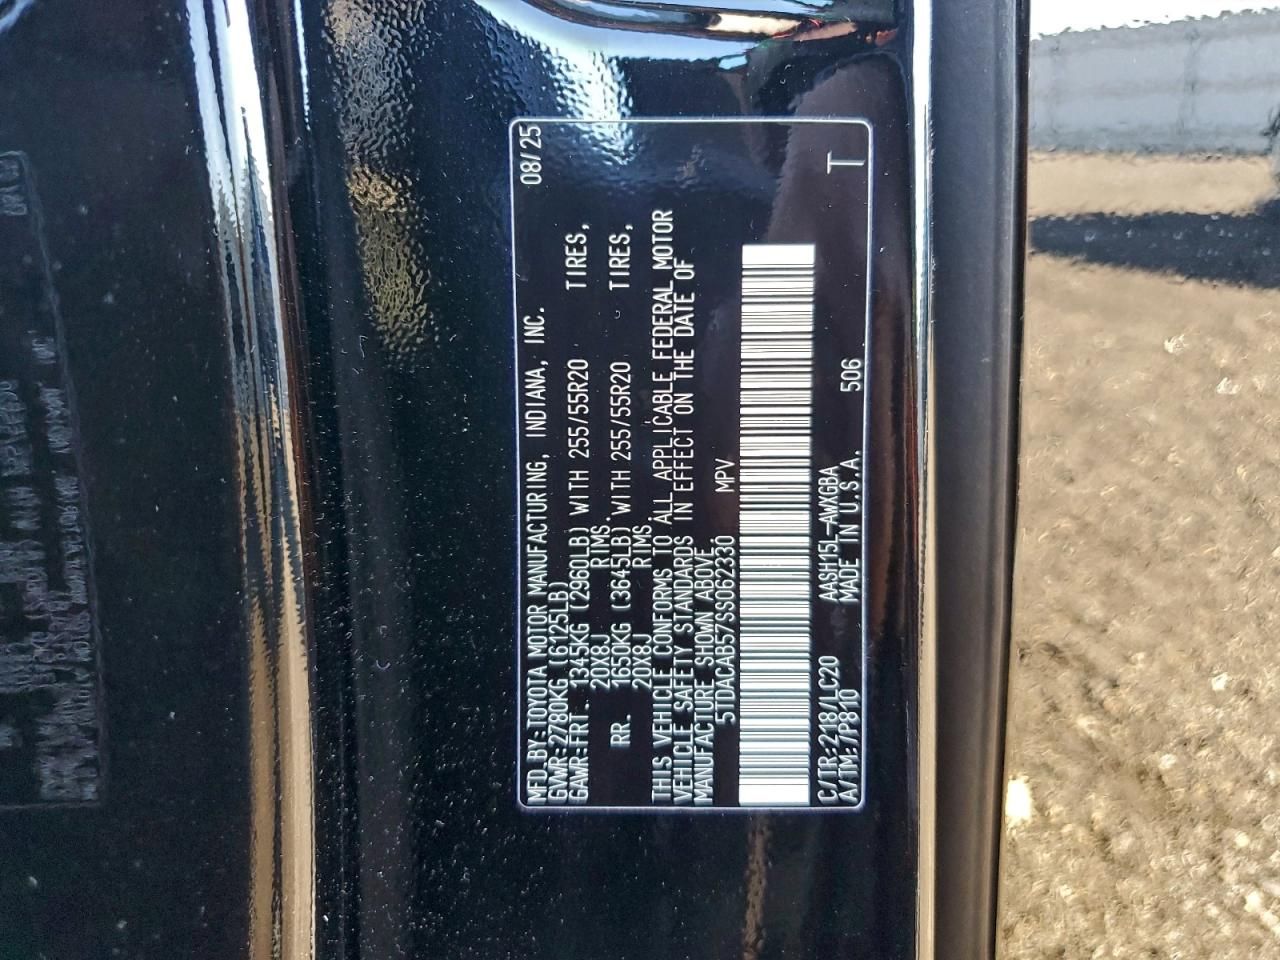 MFD.BY:TOYOTA MOTOR MANUFACTURING, INDIANA, INC. 08/25
GVWR:2780KG (6125LB)
GAWR:FRT. 1345KG (2960LB) WITH 255/55R20 TIRES,
20X8J RIMS.
RR. 1650KG (3645LB) WITH 255/55R20 TIRES,
20X8J RIMS.
THIS VEHICLE CONFORMS TO ALL APPLICABLE FEDERAL MOTOR
VEHICLE SAFETY STANDARDS IN EFFECT ON THE DATE OF
MANUFACTURE SHOWN ABOVE
5TDACAB57SS062330 MPV
C/TR:218/LC20 AASH15L-AWXGBA T
A/TM:/P810 MADE IN U.S.A. 506